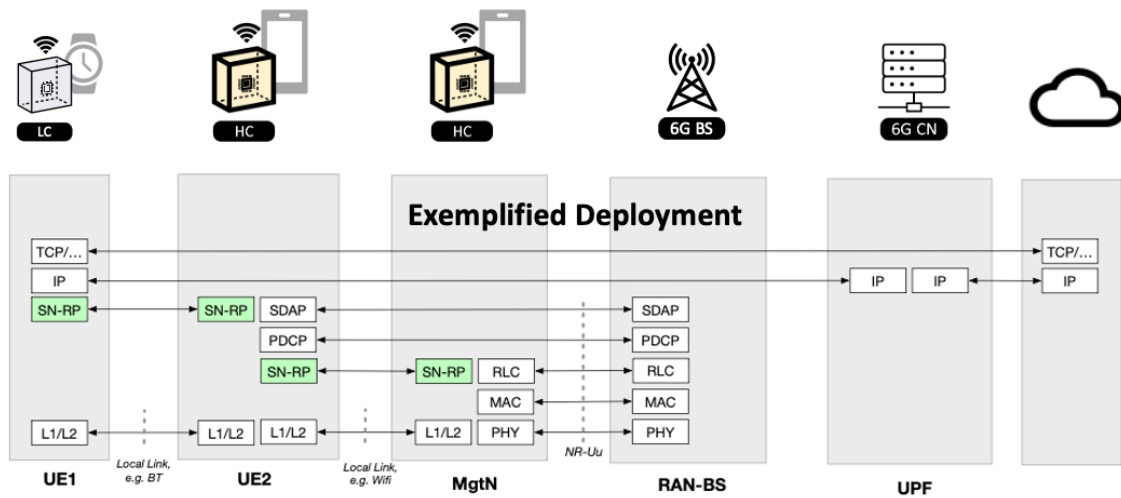 LC
HC
HC
6G BS
6G CN
Exemplified Deployment
TCP/...
TCP/...
IP
IP
IP
IP
SN-RP
SN-RP
SDAP
SDAP
PDCP
PDCP
SN-RP
SN-RP
RLC
RLC
MAC
MAC
L1/L2
L1/L2
L1/L2
L1/L2
PHY
PHY
Local Link,
e.g. BT
Local Link,
e.g. Wifi
NR-Uu
UE1
UE2
MgtN
RAN-BS
UPF